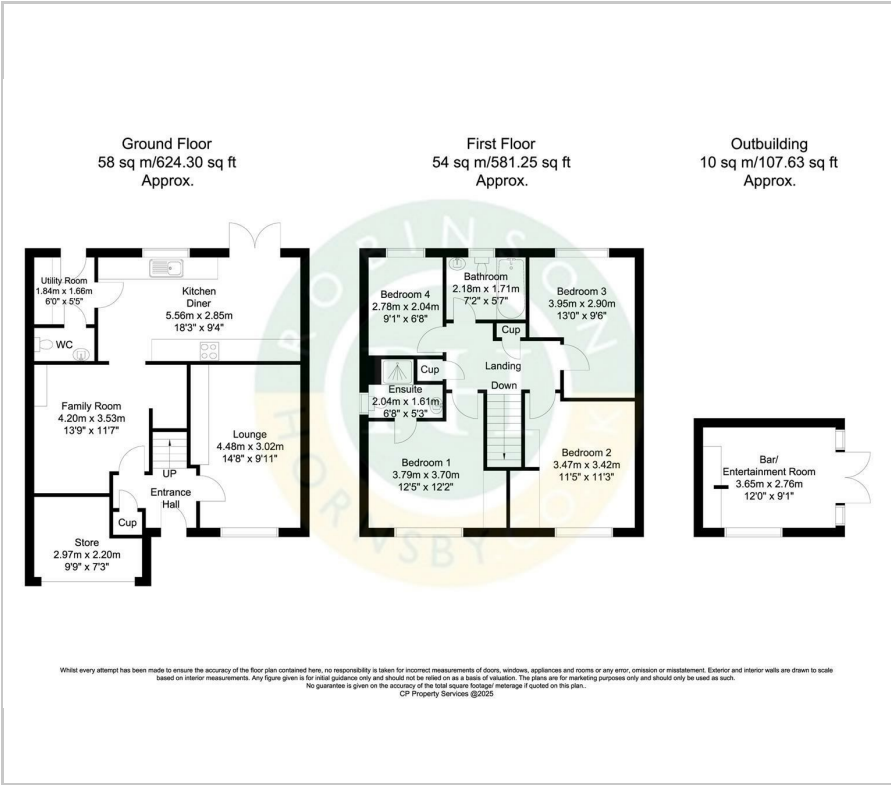 Ground Floor
58 sq m/624.30 sq ft
Approx.
First Floor
54 sq m/581.25 sq ft
Approx.
Outbuilding
10 sq m/107.63 sq ft
Approx.
Utility Room
1.84m x 1.66m
6'0" x 5'5"
Kitchen
Diner
5.56m x 2.85m
18'3" x 9'4"
WC
Family Room
4.20m x 3.53m
13'9" x 11'7"
Lounge
4.48m x 3.02m
14'8" x 9'11"
UP
Entrance
Hall
Cup
Store
2.97m x 2.20m
9'9" x 7'3"
Bedroom 4
2.78m x 2.04m
9'1" x 6'8"
Bathroom
2.18m x 1.71m
7'2" x 5'7"
Bedroom 3
3.95m x 2.90m
13'0" x 9'6"
Cup
Cup
Landing
Down
Ensuite
2.04m x 1.61m
6'8" x 5'3"
Bedroom 1
3.79m x 3.70m
12'5" x 12'2"
Bedroom 2
3.47m x 3.42m
11'5" x 11'3"
Bar/
Entertainment Room
3.65m x 2.76m
12'0" x 9'1"
ROBINSON
HORNSBY.CO.UK
Whilst every attempt has been made to ensure the accuracy of the floor plan contained here, no responsibility is taken for incorrect measurements of doors, windows, appliances and rooms or any error, omission or misstatement. Exterior and interior walls are drawn to scale
based on interior measurements. Any figure given is for initial guidance only and should not be relied on as a basis of valuation. The plans are for marketing purposes only and should only be used as such.
No guarantee is given on the accuracy of the total square footage/ meterage if quoted on this plan..
CP Property Services @2025